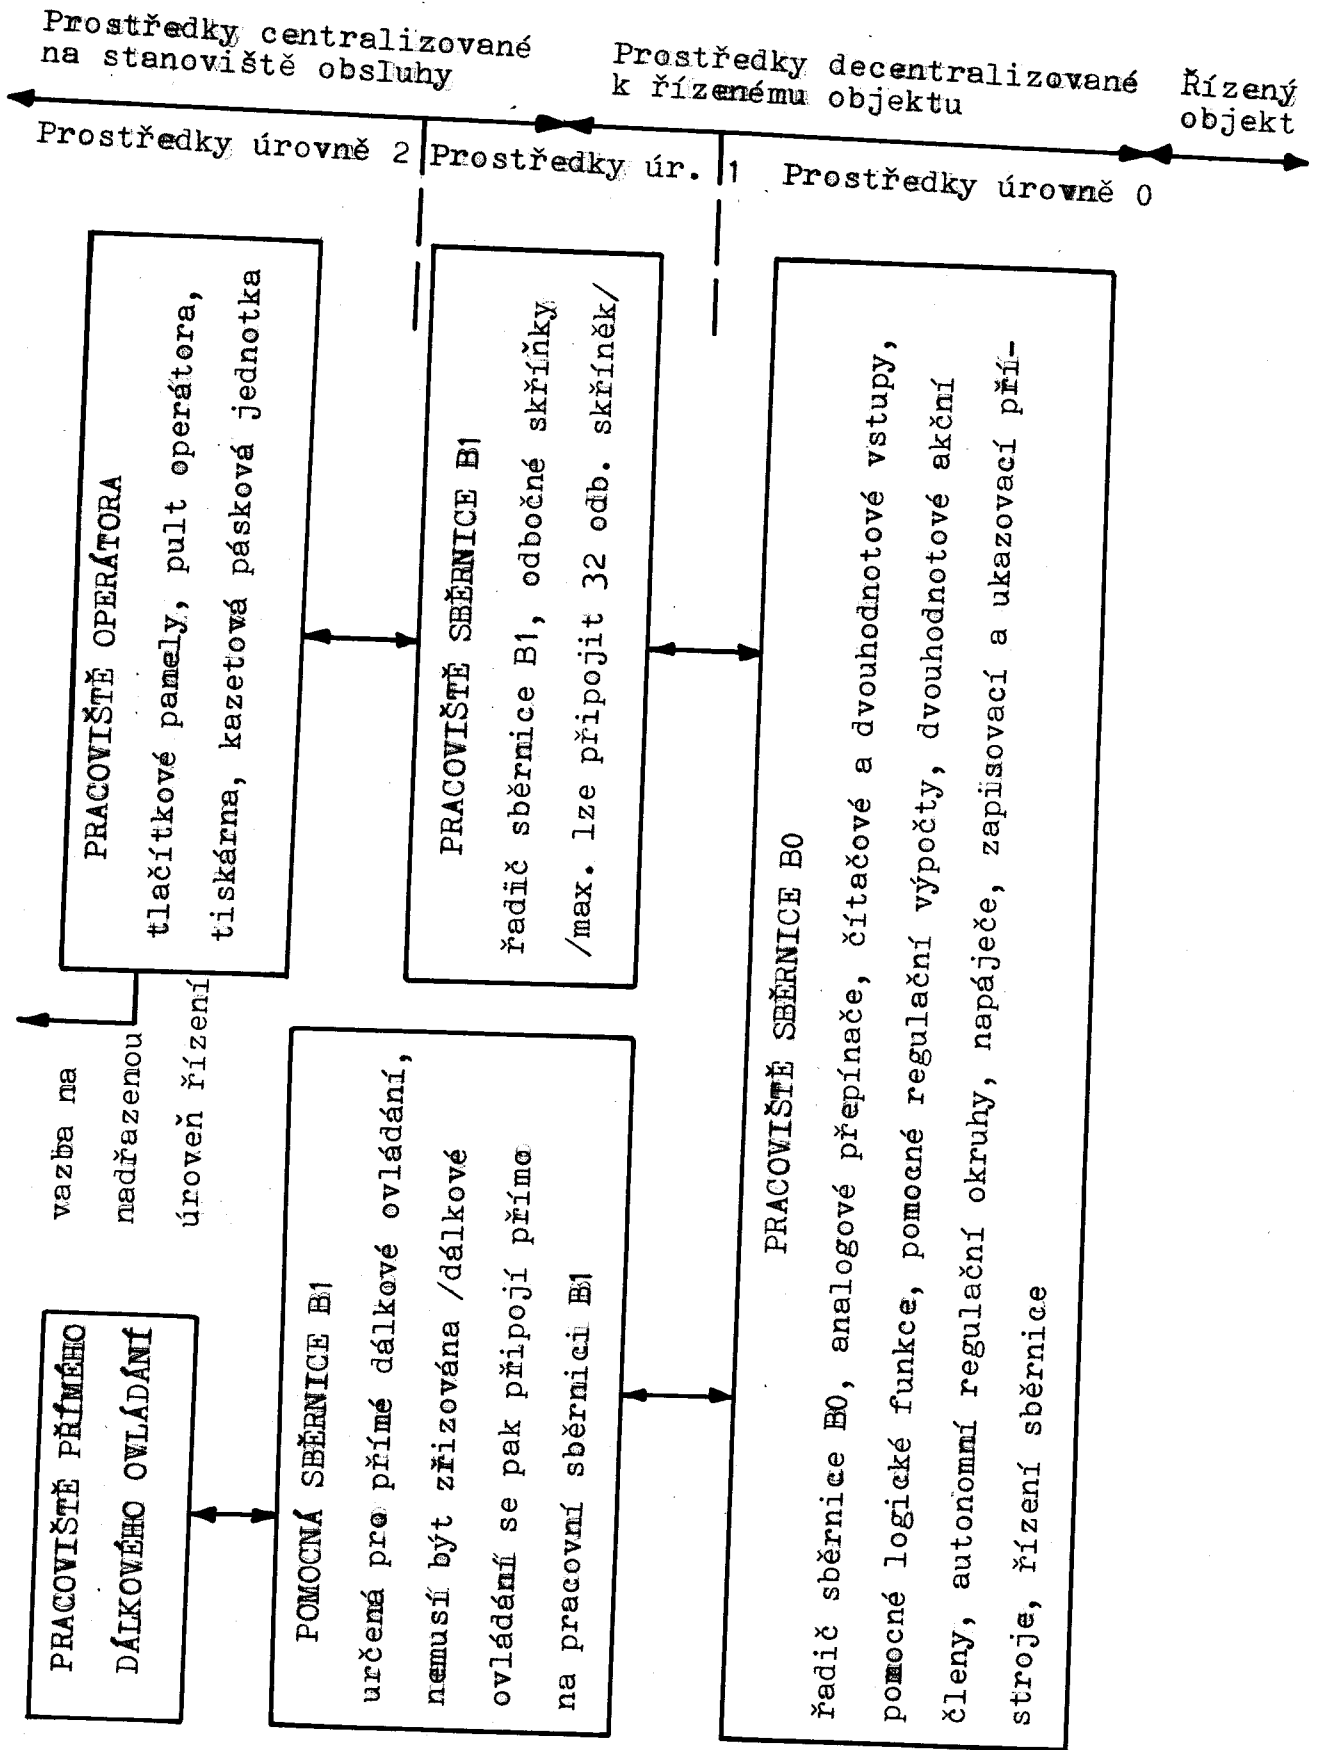 Prostředky centralizované
na stanoviště obsluhy
Prostředky decentralizované
k řízenému objektu
Řízený
objekt
Prostředky úrovně 2
Prostředky úr. 1
Prostředky úrovně 0
PRACOVIŠTĚ OPERÁTORA
tlačítkové panely, pult operátora,
tiskárna, kazetová pásková jednotka
PRACOVIŠTĚ SBĚRNICE B1
řadič sběrnice B1, odbočné skříňky
/max. lze připojit 32 odb. skříněk/
vazba na
nadřazenou
úroveň řízení
PRACOVIŠTĚ PŘÍMÉHO
DÁLKOVÉHO OVLÁDÁNÍ
POMOCNÁ SBĚRNICE B1
určená pro přímé dálkové ovládání,
nemusí být zřizována /dálkové
ovládání se pak připojí přímo
na pracovní sběrnici B1
PRACOVIŠTĚ SBĚRNICE B0
řadič sběrnice B0, analogové přepínače, čítačové a dvouhodnotové vstupy,
pomocné logické funkce, pomocné regulační výpočty, dvouhodnotové akční
členy, autonomní regulační okruhy, napáječe, zapisovací a ukazovací pří-
stroje, řízení sběrnice